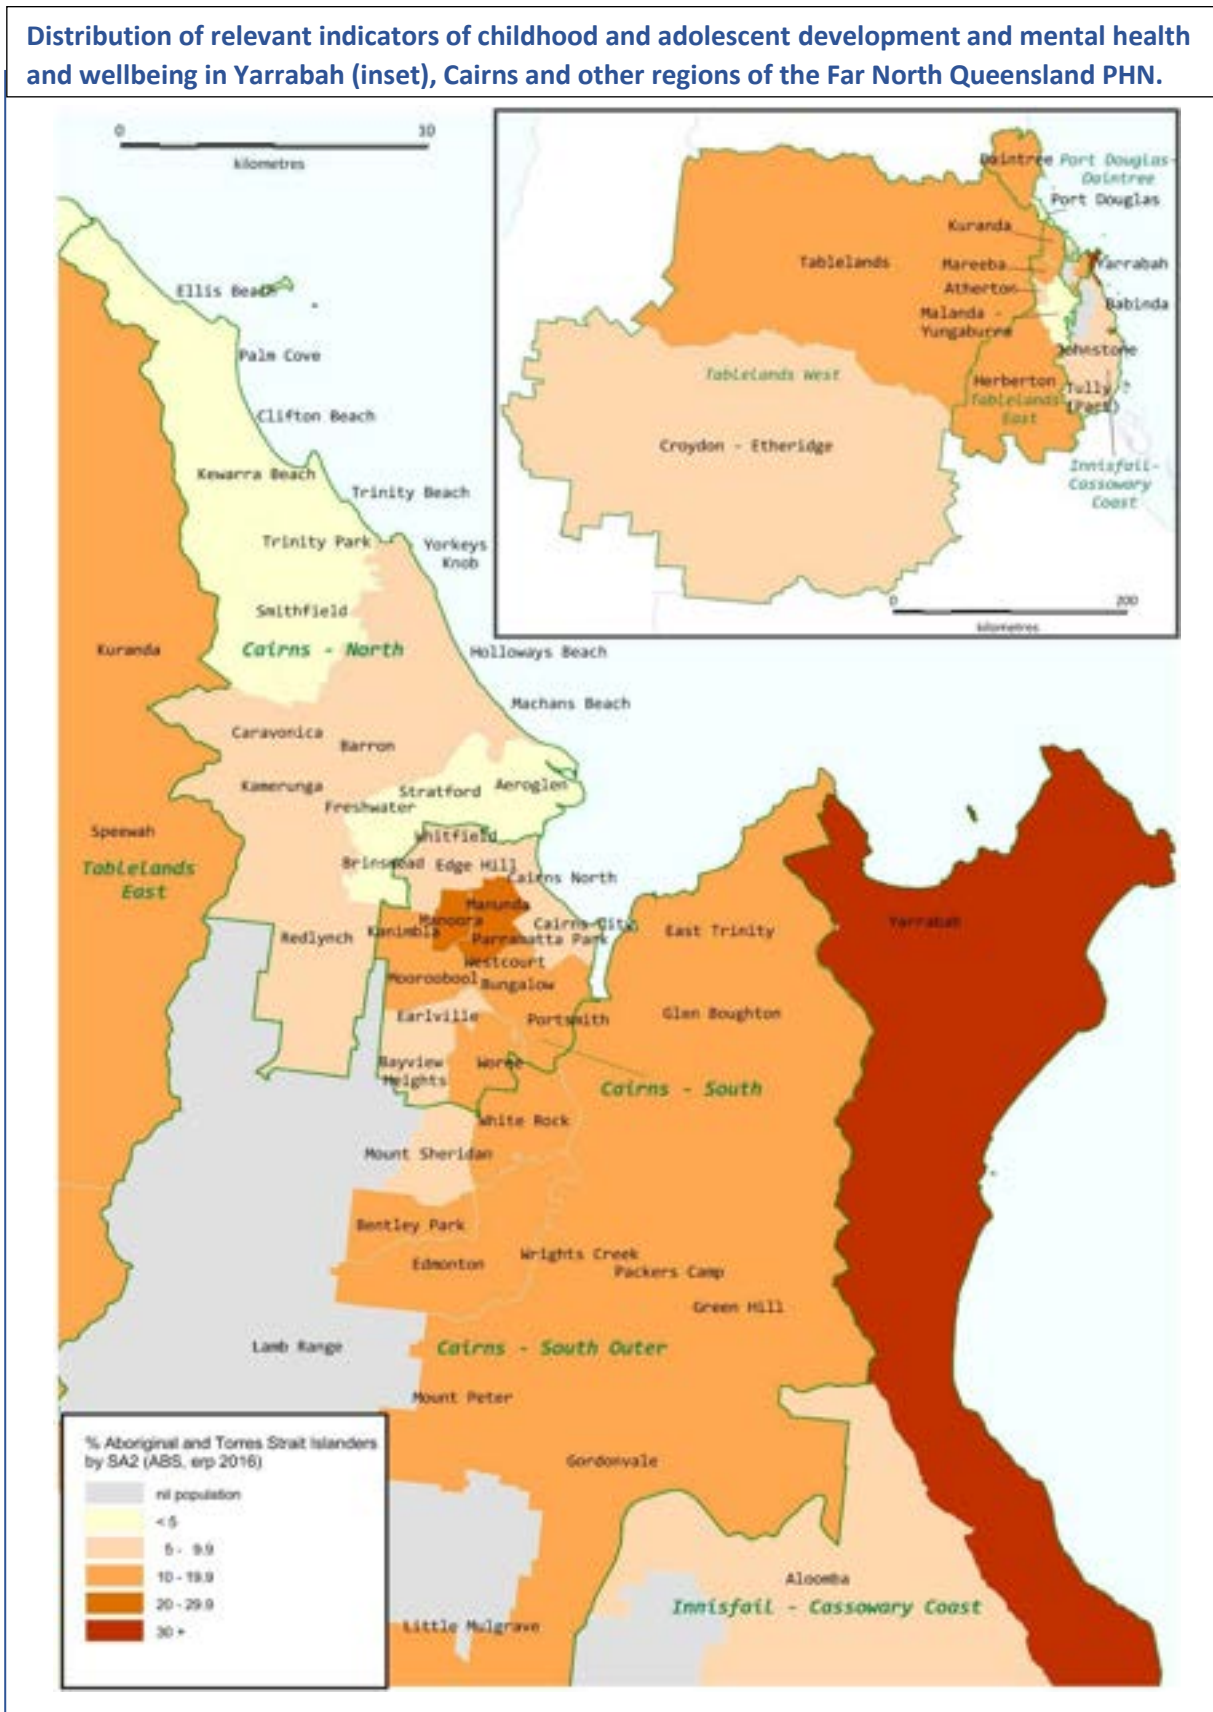 Distribution of relevant indicators of childhood and adolescent development and mental health
and wellbeing in Yarrabah (inset), Cairns and other regions of the Far North Queensland PHN.
0
kilometres
Daintree
Port Douglas-
Daintree
Port Douglas
Kuranda
Tablelands
Mareeba
Yarrabah
Atherton
Babinda
Malanda -
Yungaburra
Johnstone
Tablelands West
Herberton
Tablelands
East
Tully
(Part)
Croydon - Etheridge
Innisfail-
Cassowary
Coast
0
200
kilometres
Ellis Beach
Palm Cove
Clifton Beach
Kewarra Beach
Trinity Beach
Trinity Park
Yorkeys
Knob
Smithfield
Kuranda
Cairns - North
Holloways Beach
Machans Beach
Caravonica
Barron
Kamerunga
Stratford
Aeroglen
Freshwater
Speewah
Whitfield
Tablelands
East
Brinsmead
Edge Hill
Cairns North
Manunda
Manoora
Cairns City
Yarrabah
Redlynch
Kanimbla
Parramatta Park
East Trinity
Westcourt
Mooroobool
Bungalow
Earlville
Portsmith
Glen Boughton
Bayview
Heights
Woree
Cairns - South
White Rock
Mount Sheridan
Bentley Park
Edmonton
Wrights Creek
Packers Camp
Green Hill
Lamb Range
Cairns - South Outer
Mount Peter
Gordonvale
Aloomba
Innisfail - Cassowary Coast
Little Mulgrave
% Aboriginal and Torres Strait Islanders
by SA2 (ABS, erp 2016)
nil population
< 5
5 - 9.9
10 - 19.9
20 - 29.9
30 +